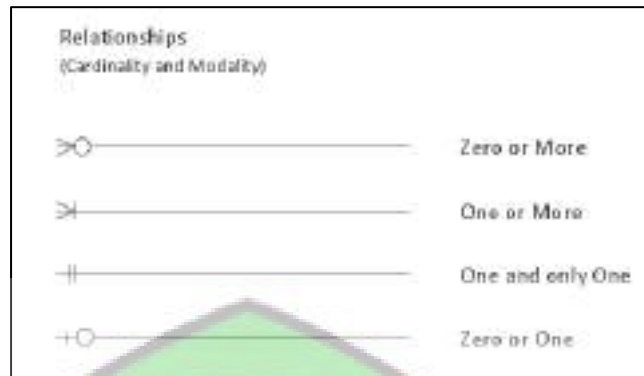 Relationships
(Cardinality and Modality)
Zero or More
One or More
One and only One
Zero or One